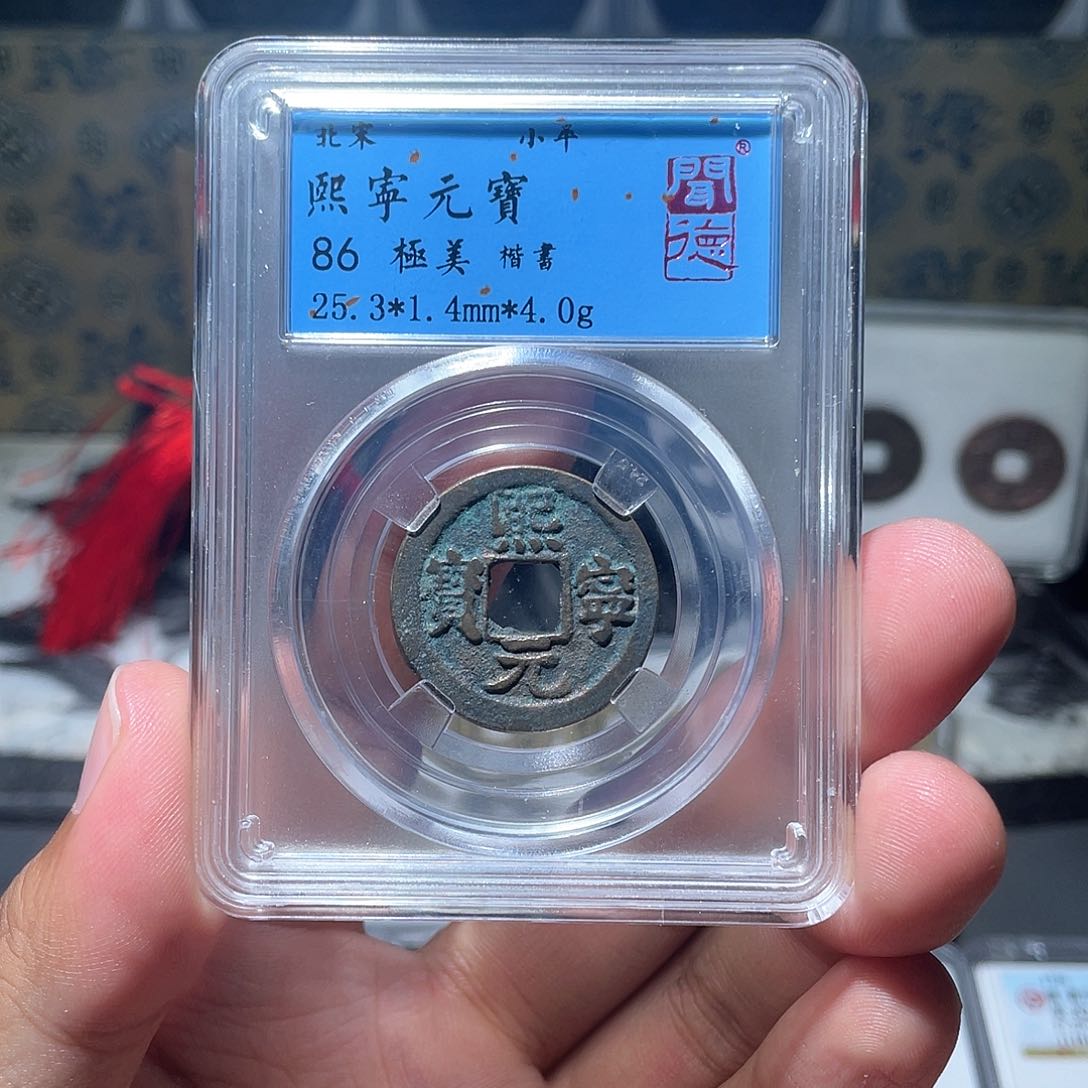 北宋 小平
熙寧元寶
86 極美 楷書
25.3*1.4mm*4.0g
聞德
®
熙寧元寶